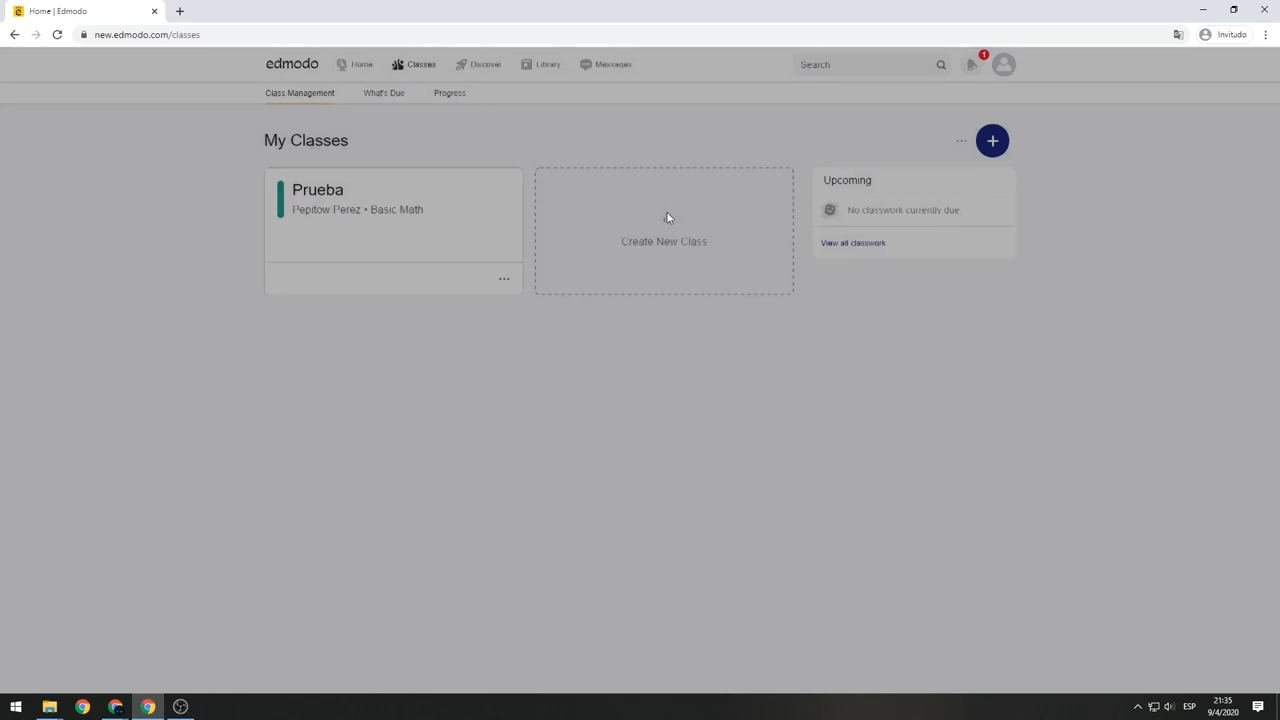 Home | Edmodo
new.edmodo.com/classes
Invitudo
edmodo Home Classes Discover Library Messages Search 1
Class Management What's Due Progress
My Classes
Prueba
Pepitow Perez • Basic Math
Create New Class
Upcoming
No classwork currently due.
View all classwork
ESP
21:35
9/4/2020